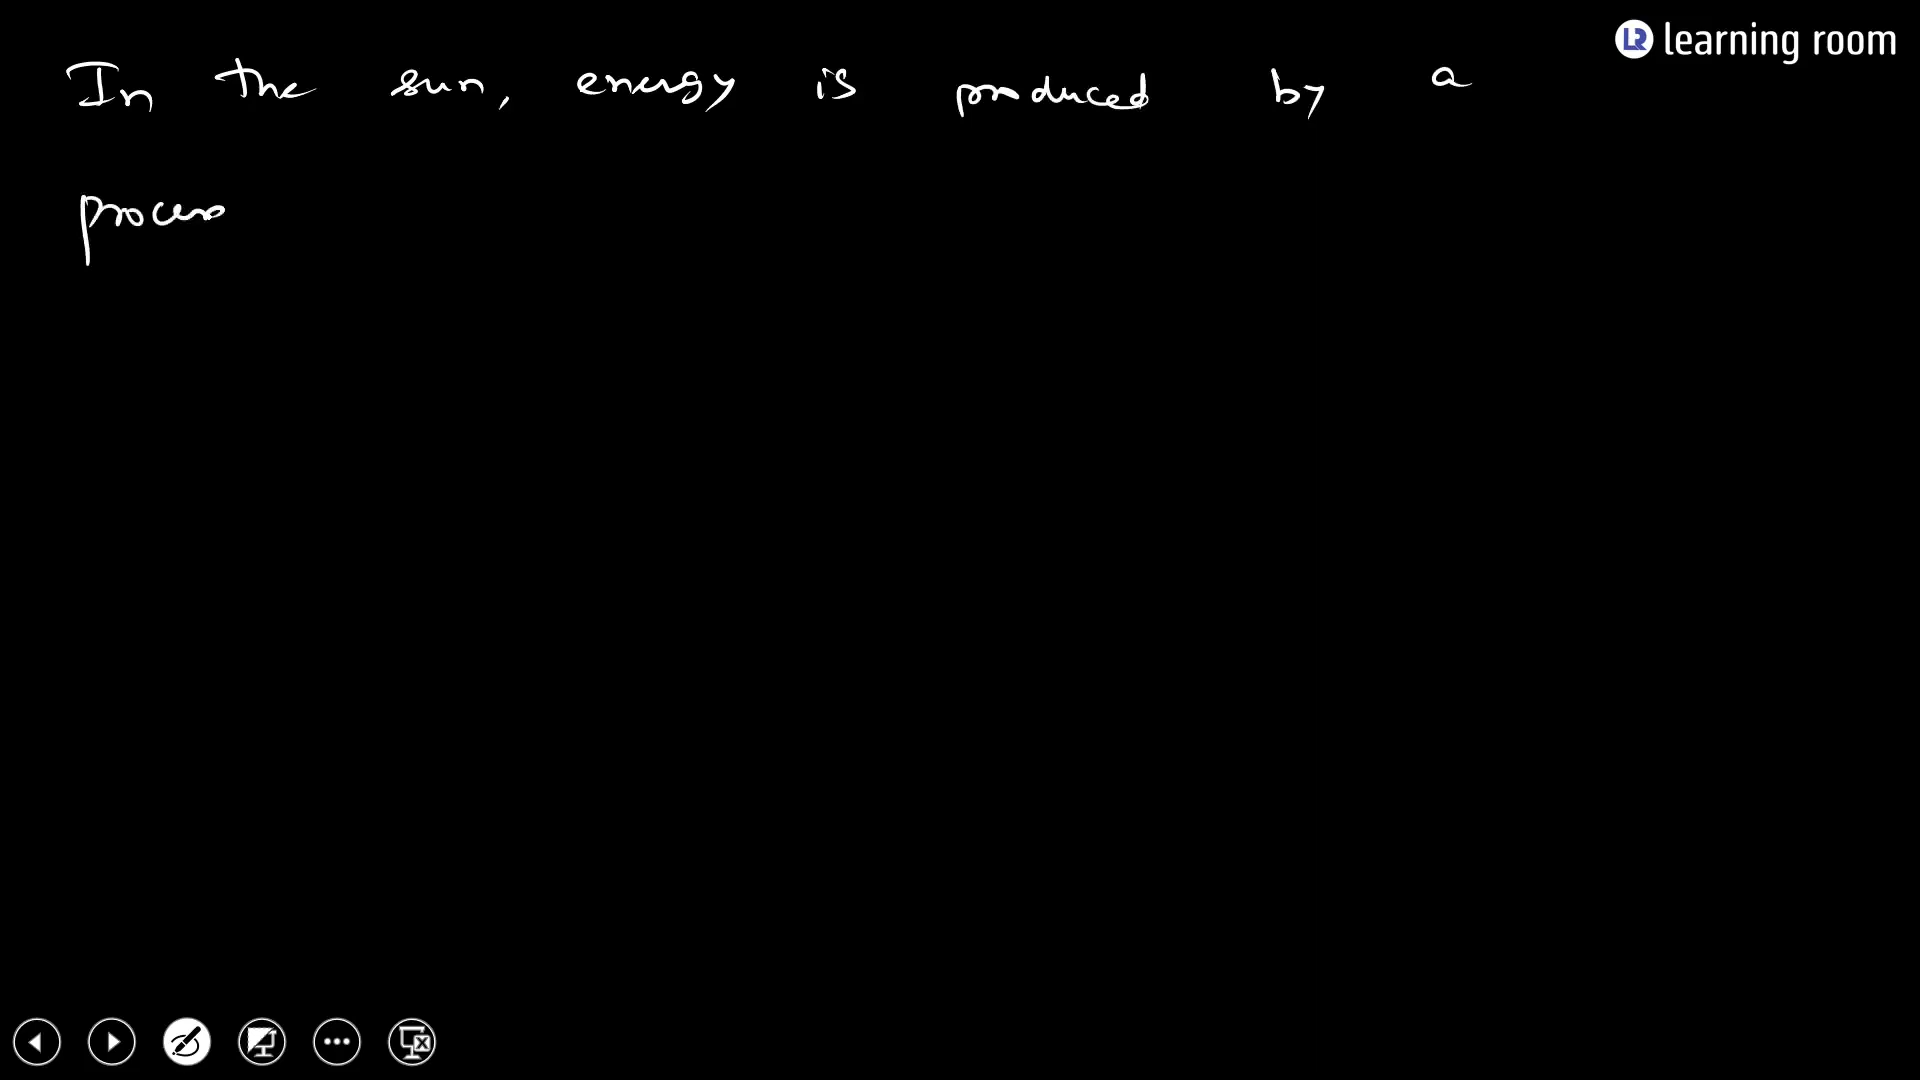 learning room
In the sun, energy is produced by a
process